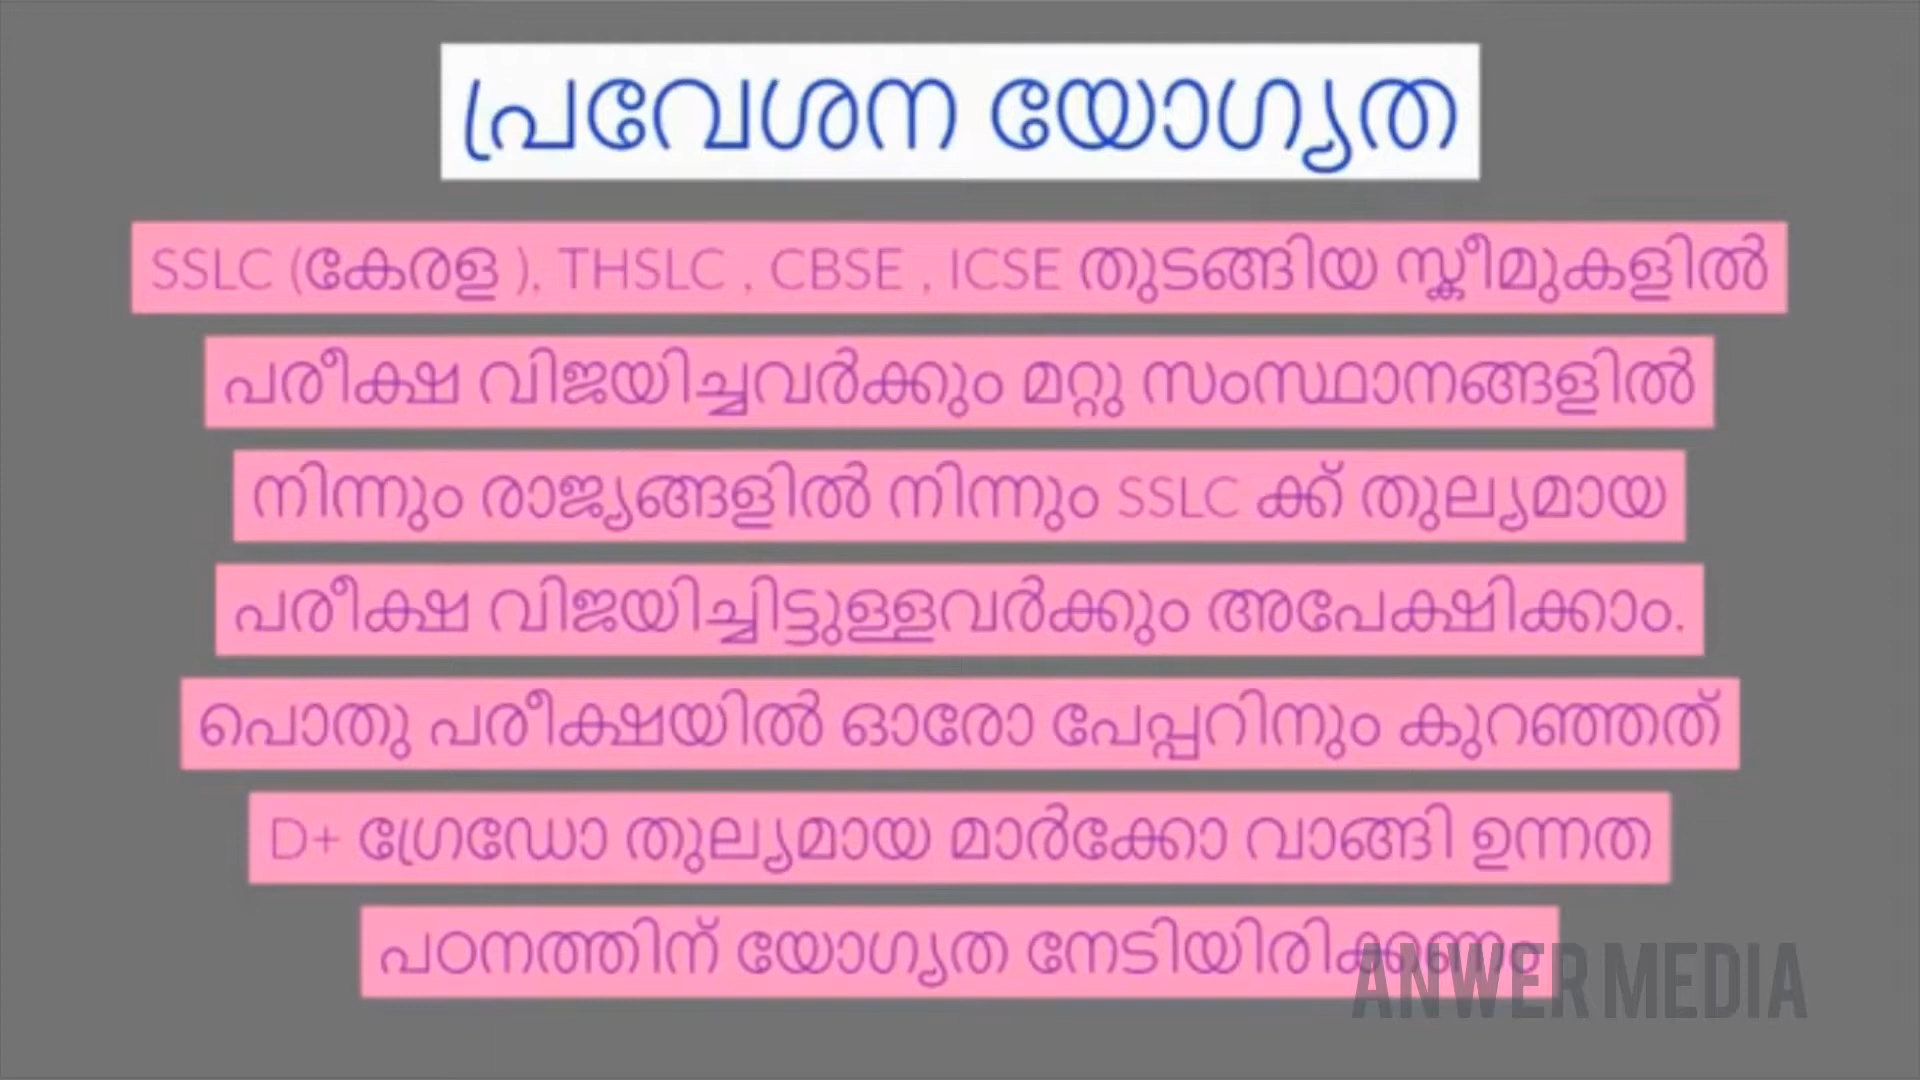 പ്രവേശന യോഗ്യത
SSLC (കേരള ), THSLC , CBSE , ICSE തുടങ്ങിയ സ്കീമുകളിൽ
പരീക്ഷ വിജയിച്ചവർക്കും മറ്റു സംസ്ഥാനങ്ങളിൽ
നിന്നും രാജ്യങ്ങളിൽ നിന്നും SSLC ക്ക് തുല്യമായ
പരീക്ഷ വിജയിച്ചിട്ടുള്ളവർക്കും അപേക്ഷിക്കാം.
പൊതു പരീക്ഷയിൽ ഓരോ പേപ്പറിനും കുറഞ്ഞത്
D+ ഗ്രേഡോ തുല്യമായ മാർക്കോ വാങ്ങി ഉന്നത
പഠനത്തിന് യോഗ്യത നേടിയിരിക്കണം
ANWER MEDIA